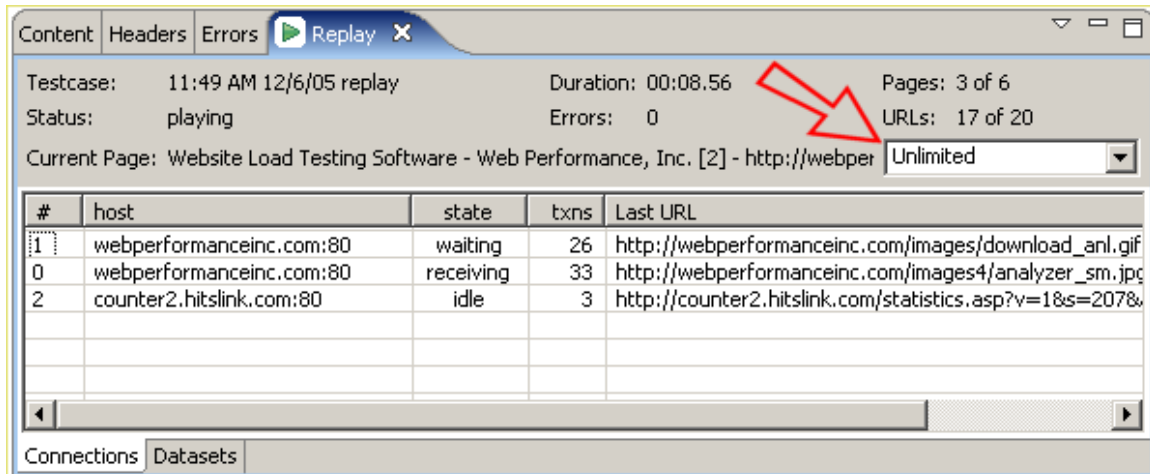 Content Headers Errors Replay
Testcase: 11:49 AM 12/6/05 replay Duration: 00:08.56 Pages: 3 of 6
Status: playing Errors: 0 URLs: 17 of 20
Current Page: Website Load Testing Software - Web Performance, Inc. [2] - http://webper Unlimited
# host state txns Last URL
1 webperformanceinc.com:80 waiting 26 http://webperformanceinc.com/images/download_anl.gif
0 webperformanceinc.com:80 receiving 33 http://webperformanceinc.com/images4/analyzer_sm.jpg
2 counter2.hitslink.com:80 idle 3 http://counter2.hitslink.com/statistics.asp?v=1&s=207&
Connections Datasets